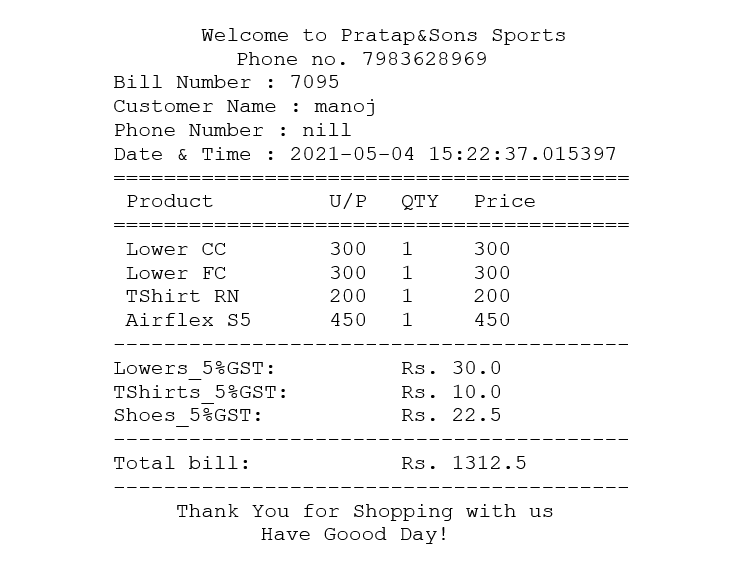 Welcome to Pratap&Sons Sports
Phone no. 7983628969
Bill Number : 7095
Customer Name : manoj
Phone Number : nill
Date & Time : 2021-05-04 15:22:37.015397
=========================================
Product U/P QTY Price
=========================================
Lower CC 300 1 300
Lower FC 300 1 300
TShirt RN 200 1 200
Airflex S5 450 1 450
-----------------------------------------
Lowers_5%GST: Rs. 30.0
TShirts_5%GST: Rs. 10.0
Shoes_5%GST: Rs. 22.5
-----------------------------------------
Total bill: Rs. 1312.5
-----------------------------------------
Thank You for Shopping with us
Have Goood Day!